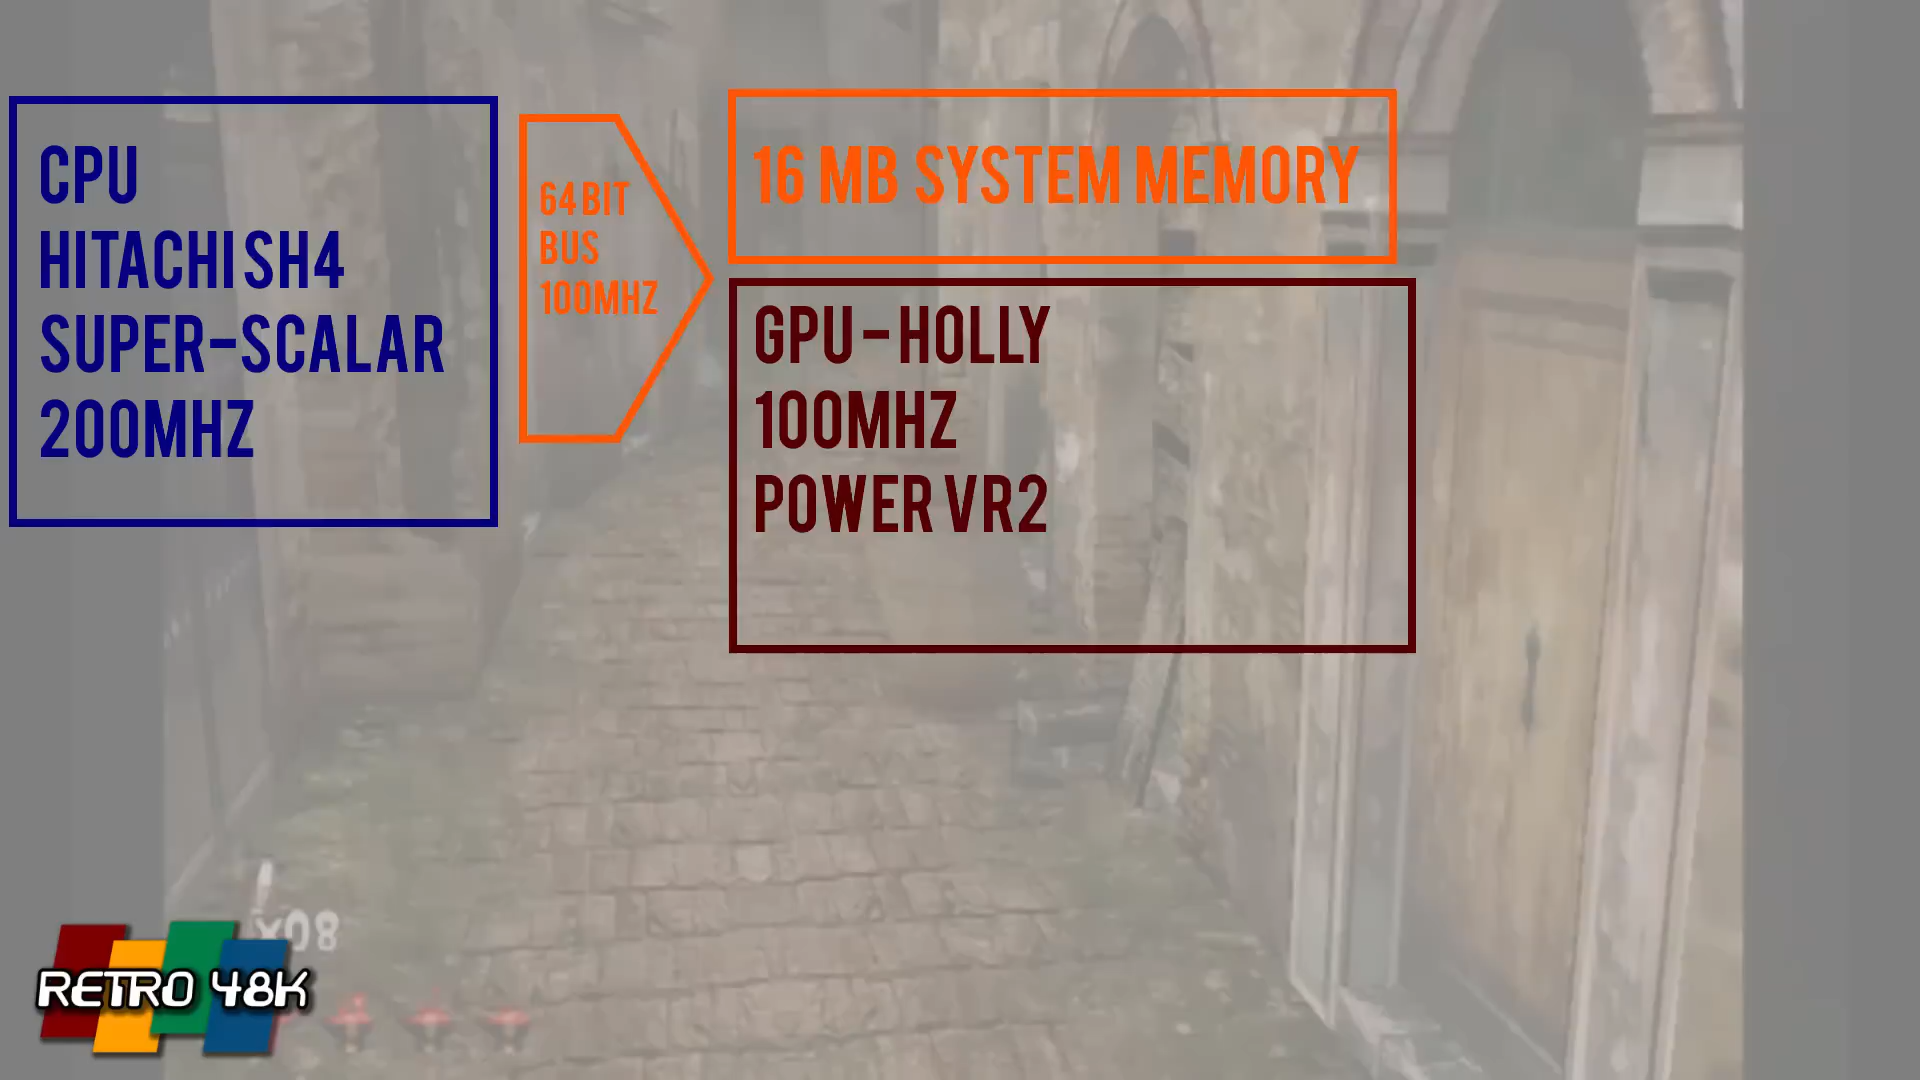 CPU
HITACHI SH4
SUPER-SCALAR
200MHZ
64 BIT
BUS
100MHZ
16 MB SYSTEM MEMORY
GPU - HOLLY
100MHZ
POWER VR2
x08
RETRO 48K